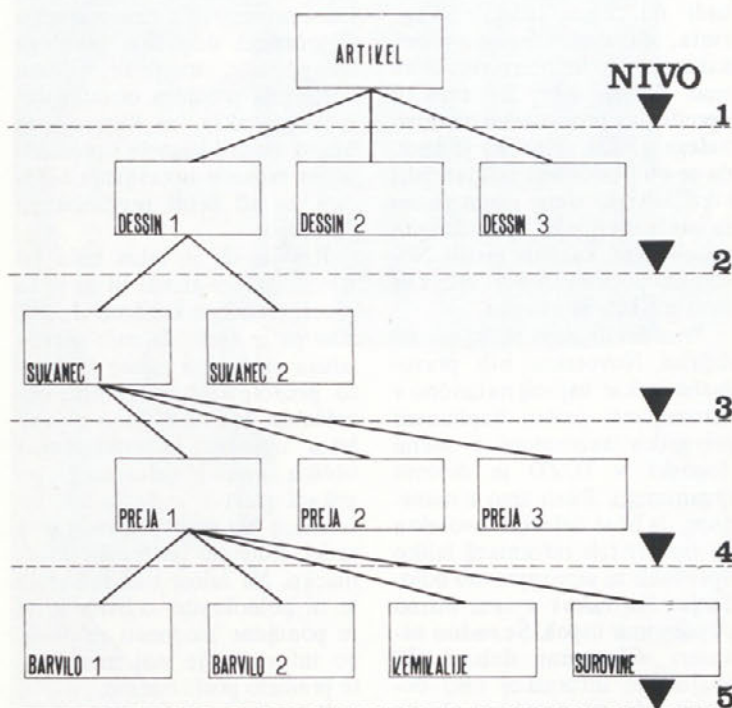 ARTIKEL
NIVO
1
DESSIN 1 DESSIN 2 DESSIN 3
2
SUKANEC 1 SUKANEC 2
3
PREJA 1 PREJA 2 PREJA 3
4
BARVILO 1 BARVILO 2 KEMIKALIJE SUROVINE
5